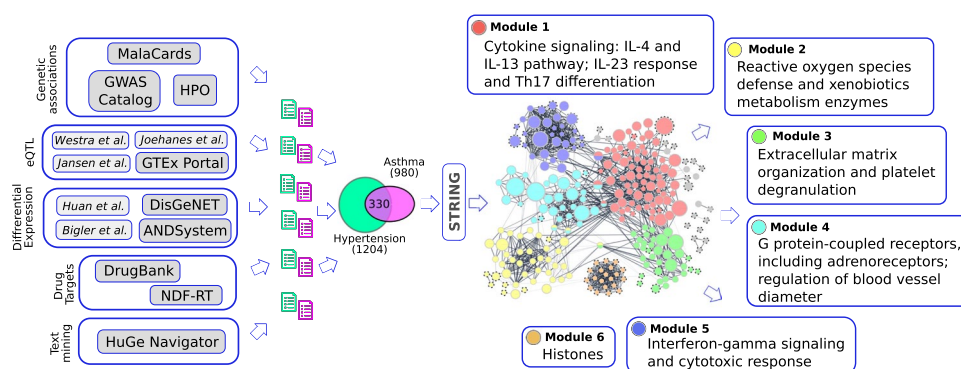 Genetic
associations
MalaCards
GWAS
Catalog
HPO
eQTL
Westra et al.
Joehanes et al.
Jansen et al.
GTEx Portal
Differential
Expression
Huan et al.
DisGeNET
Bigler et al.
ANDSystem
Drug
Targets
DrugBank
NDF-RT
Text
mining
HuGe Navigator
Asthma
(980)
330
Hypertension
(1204)
STRING
Module 1
Cytokine signaling: IL-4 and
IL-13 pathway; IL-23 response
and Th17 differentiation
Module 2
Reactive oxygen species
defense and xenobiotics
metabolism enzymes
Module 3
Extracellular matrix
organization and platelet
degranulation
Module 4
G protein-coupled receptors,
including adrenoreceptors;
regulation of blood vessel
diameter
Module 5
Interferon-gamma signaling
and cytotoxic response
Module 6
Histones